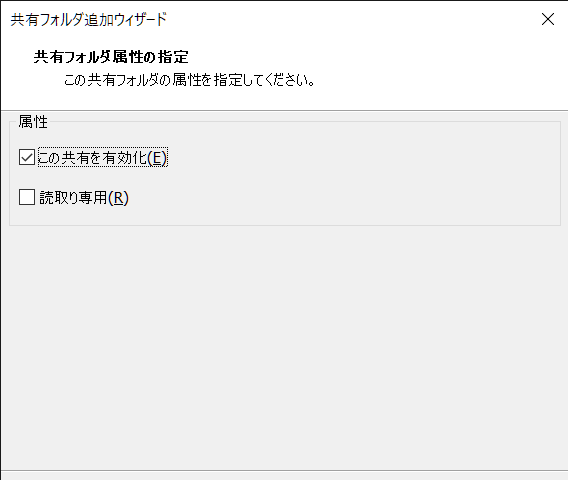 共有フォルダ追加ウィザード
共有フォルダ属性の指定
この共有フォルダの属性を指定してください。
属性
この共有を有効化(E)
読取り専用(R)